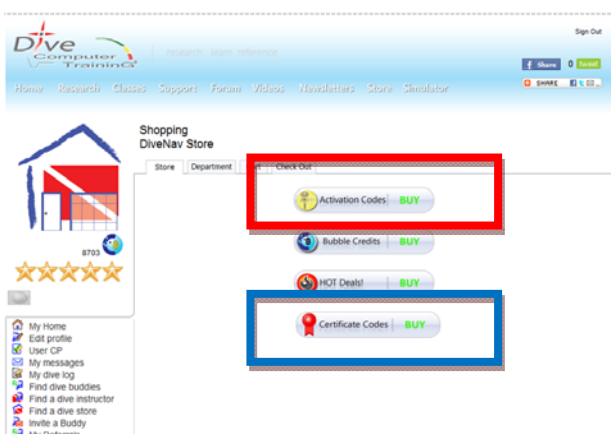 Dive
Computer
Training
research learn reference
Sign Out
Share 0 Tweet
SHARE
Home Research Classes Support Forum Videos Newsletters Store Simulator
Shopping
DiveNav Store
Store Department Check Out
Activation Codes BUY
Bubble Credits BUY
HOT Deals! BUY
Certificate Codes BUY
8703
My Home
Edit profile
User CP
My messages
My dive log
Find dive buddies
Find a dive instructor
Find a dive store
Invite a Buddy